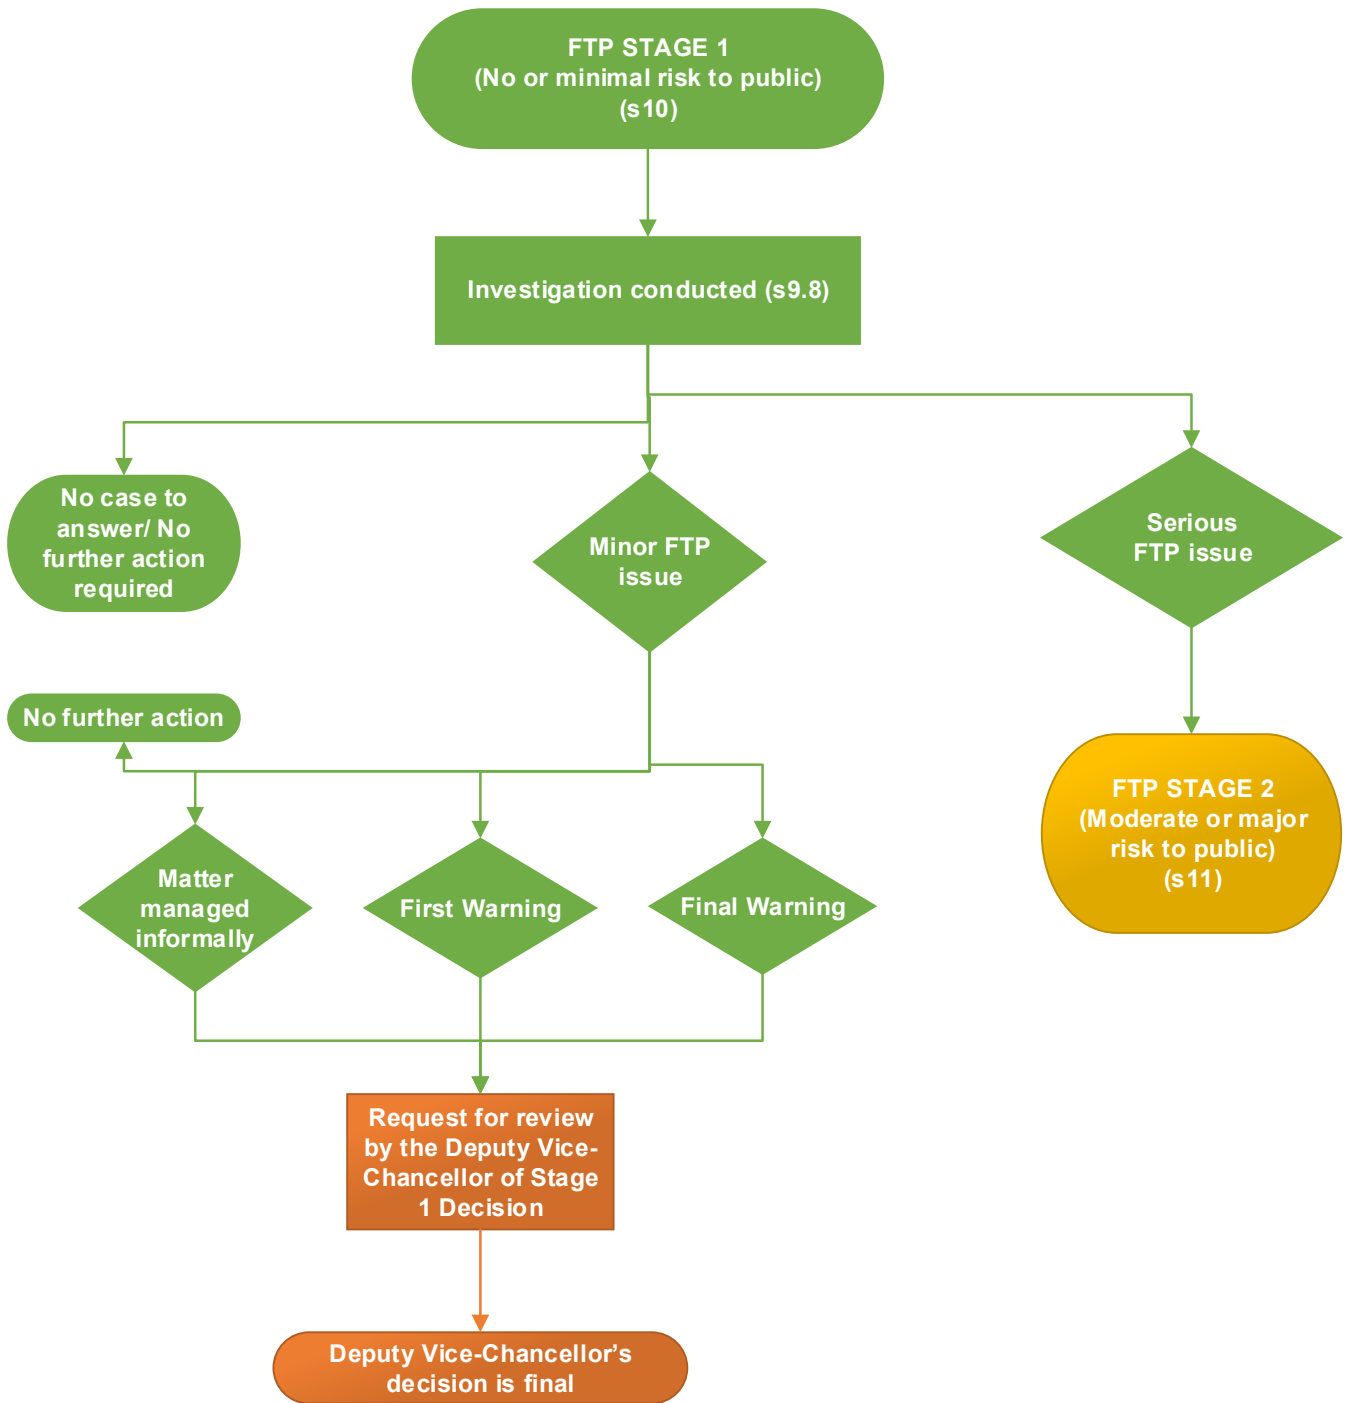 FTP STAGE 1
(No or minimal risk to public)
(s10)
Investigation conducted (s9.8)
No case to
answer/ No
further action
required
Minor FTP
issue
Serious
FTP issue
No further action
FTP STAGE 2
(Moderate or major
risk to public)
(s11)
Matter
managed
informally
First Warning
Final Warning
Request for review
by the Deputy Vice-
Chancellor of Stage
1 Decision
Deputy Vice-Chancellor’s
decision is final